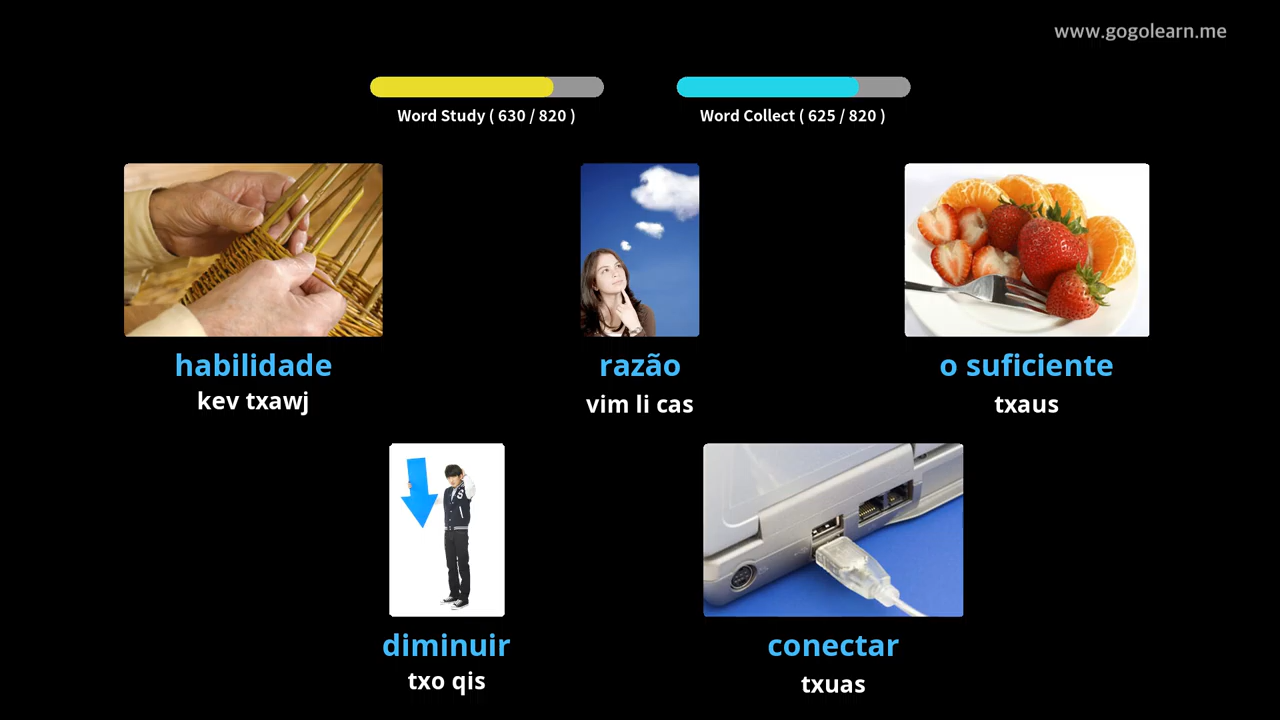 www.gogolearn.me
Word Study ( 630 / 820 )
Word Collect ( 625 / 820 )
habilidade
kev txawj
razão
vim li cas
o suficiente
txaus
diminuir
txo qis
conectar
txuas